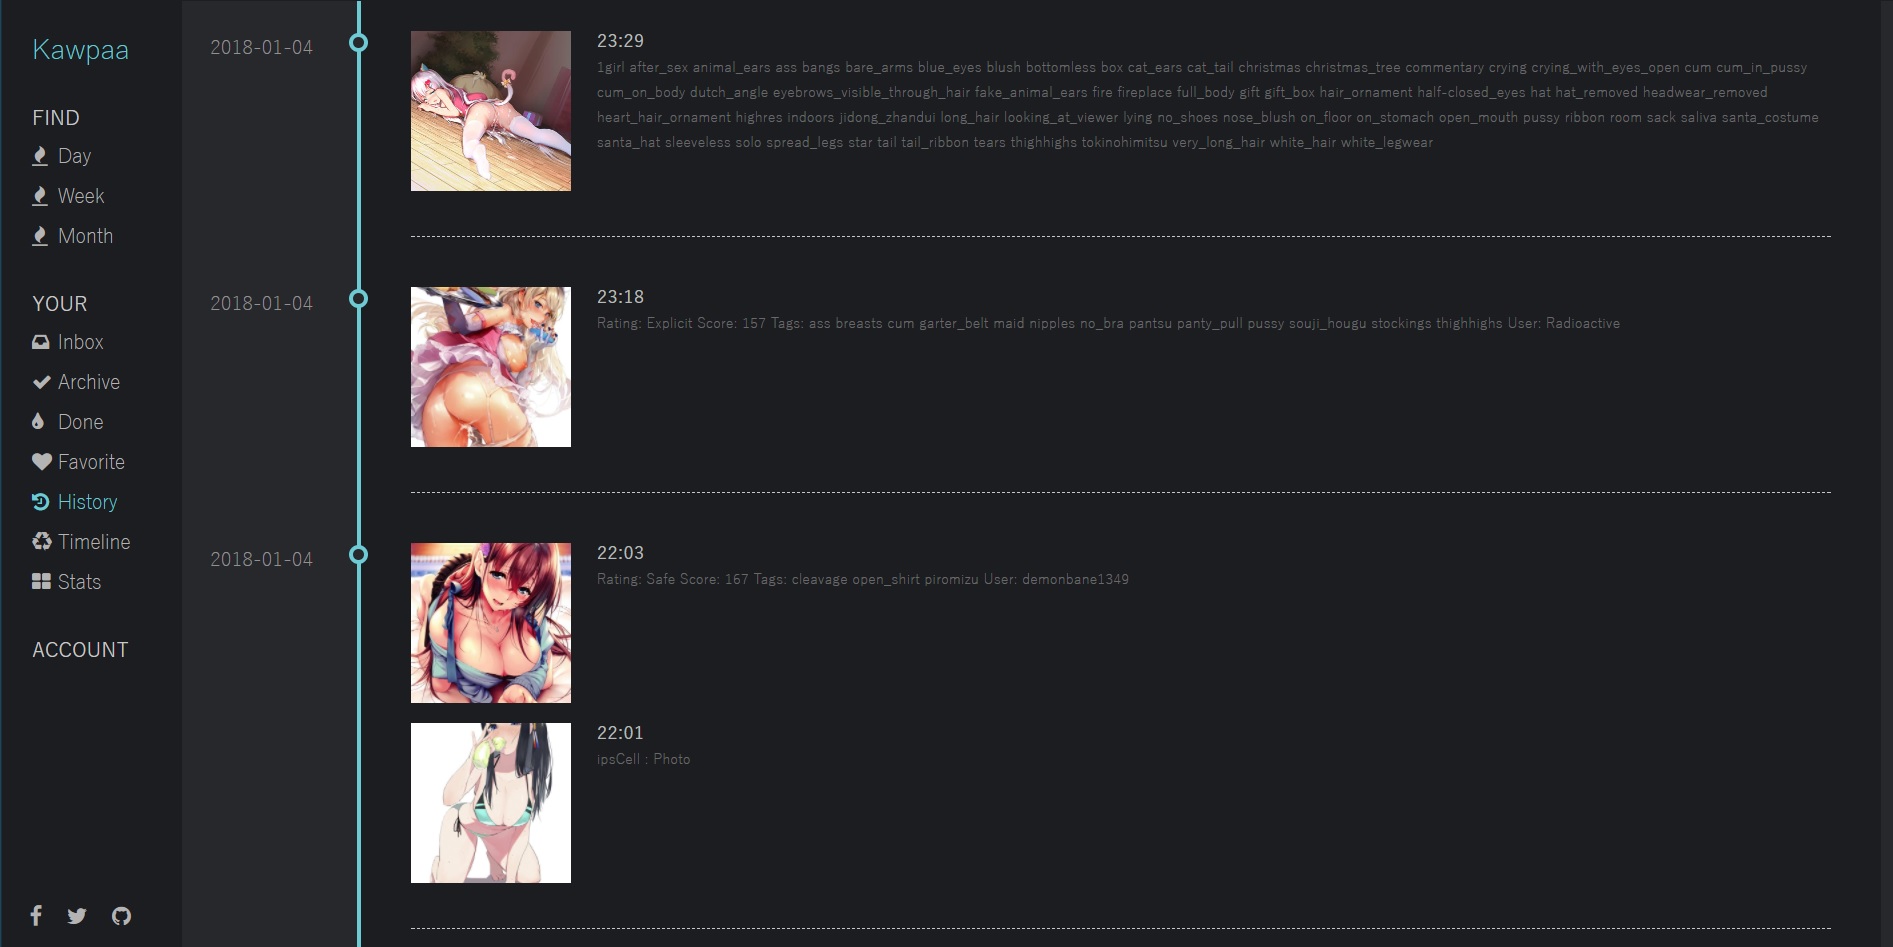 Kawpaa
FIND
Day
Week
Month
YOUR
Inbox
Archive
Done
Favorite
History
Timeline
Stats
ACCOUNT
2018-01-04
23:29
1girl after_sex animal_ears ass bangs bare_arms blue_eyes blush bottomless box cat_ears cat_tail christmas christmas_tree commentary crying crying_with_eyes_open cum cum_in_pussy
cum_on_body dutch_angle eyebrows_visible_through_hair fake_animal_ears fire fireplace full_body gift gift_box hair_ornament half-closed_eyes hat hat_removed headwear_removed
heart_hair_ornament highres indoors jidong_zhandui long_hair looking_at_viewer lying no_shoes nose_blush on_floor on_stomach open_mouth pussy ribbon room sack saliva santa_costume
santa_hat sleeveless solo spread_legs star tail tail_ribbon tears thighhighs tokinohimitsu very_long_hair white_hair white_legwear
2018-01-04
23:18
Rating: Explicit Score: 157 Tags: ass breasts cum garter_belt maid nipples no_bra pantsu panty_pull pussy souji_hougu stockings thighhighs User: Radioactive
2018-01-04
22:03
Rating: Safe Score: 167 Tags: cleavage open_shirt piromizu User: demonbane1349
22:01
ipsCell : Photo